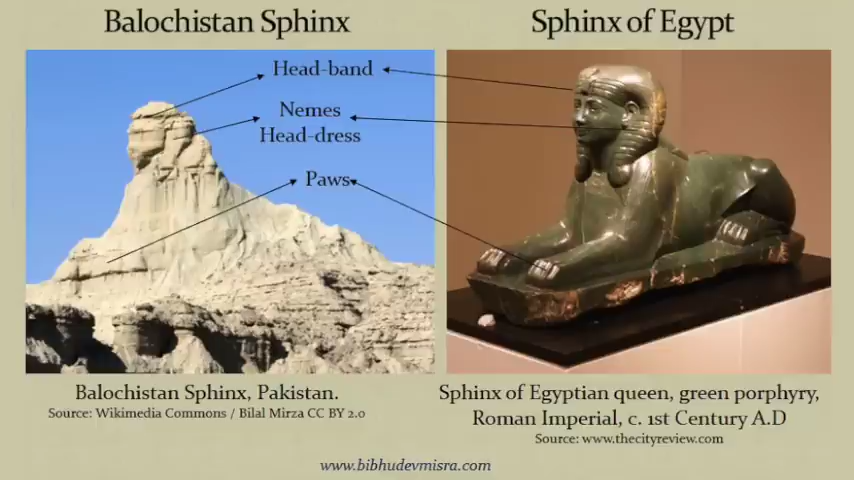 Balochistan Sphinx
Sphinx of Egypt
Head-band
Nemes
Head-dress
Paws
Balochistan Sphinx, Pakistan.
Source: Wikimedia Commons / Bilal Mirza CC BY 2.0
Sphinx of Egyptian queen, green porphyry,
Roman Imperial, c. 1st Century A.D
Source: www.thecityreview.com
www.bibhudevmisra.com